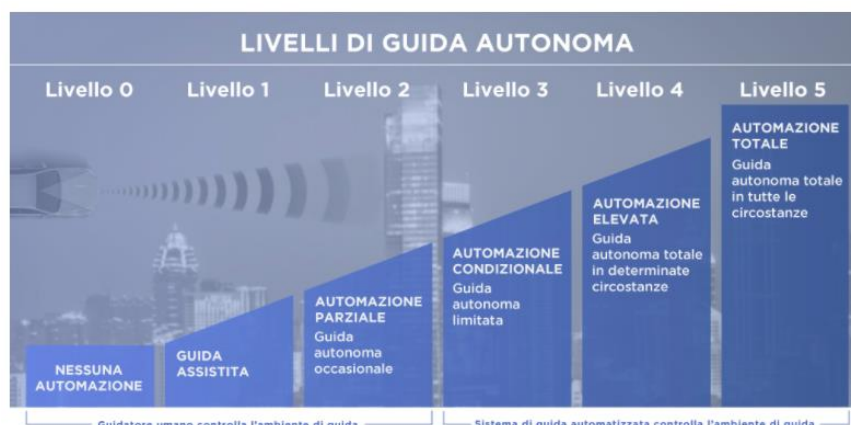 LIVELLI DI GUIDA AUTONOMA
Livello 0
Livello 1
Livello 2
Livello 3
Livello 4
Livello 5
NESSUNA
AUTOMAZIONE
GUIDA
ASSISTITA
AUTOMAZIONE
PARZIALE
Guida
autonoma
occasionale
AUTOMAZIONE
CONDIZIONALE
Guida
autonoma
limitata
AUTOMAZIONE
ELEVATA
Guida
autonoma totale
in determinate
circostanze
AUTOMAZIONE
TOTALE
Guida
autonoma totale
in tutte le
circostanze
Guidatore umano controlla l'ambiente di guida
Sistema di guida automatizzata controlla l'ambiente di guida